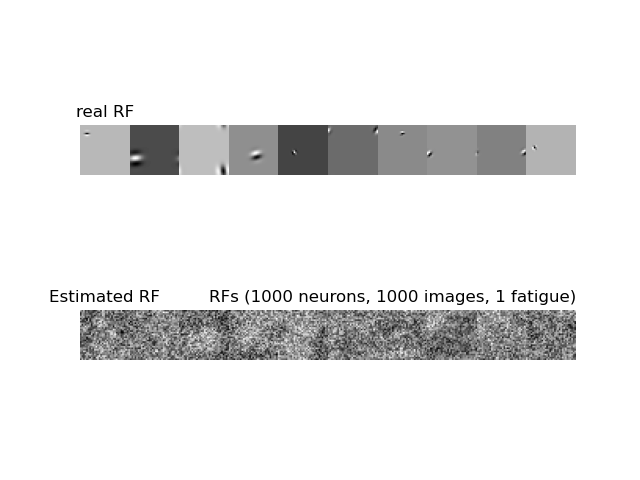 real RF
Estimated RF
RFs (1000 neurons, 1000 images, 1 fatigue)